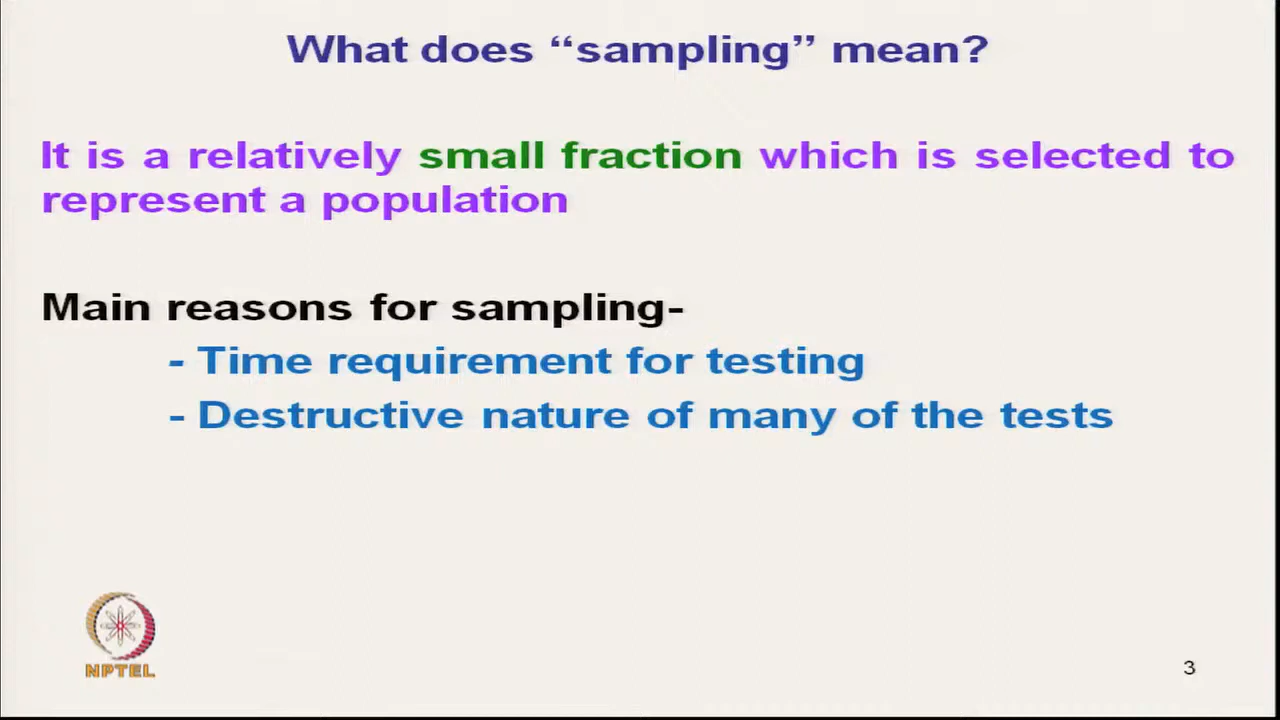 What does “sampling” mean?
It is a relatively small fraction which is selected to
represent a population
Main reasons for sampling-
- Time requirement for testing
- Destructive nature of many of the tests
NPTEL
3